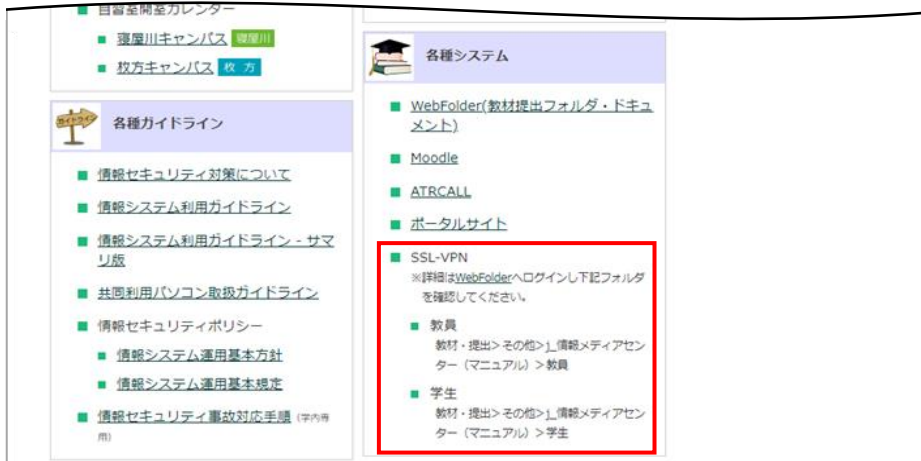 自習室開室カレンダー
寝屋川キャンパス 寝屋川
枚方キャンパス 枚 方
ガイドライン
各種ガイドライン
情報セキュリティ対策について
情報システム利用ガイドライン
情報システム利用ガイドライン - サマ
リ版
共同利用パソコン取扱ガイドライン
情報セキュリティポリシー
情報システム運用基本方針
情報システム運用基本規定
情報セキュリティ事故対応手順 (学内専
用)
各種システム
WebFolder(教材提出フォルダ・ドキュ
メント)
Moodle
ATRCALL
ポータルサイト
SSL-VPN
※詳細はWebFolderへログインし下記フォルダ
を確認してください。
教員
教材・提出>その他>j_情報メディアセン
ター（マニュアル）>教員
学生
教材・提出>その他>j_情報メディアセン
ター（マニュアル）>学生